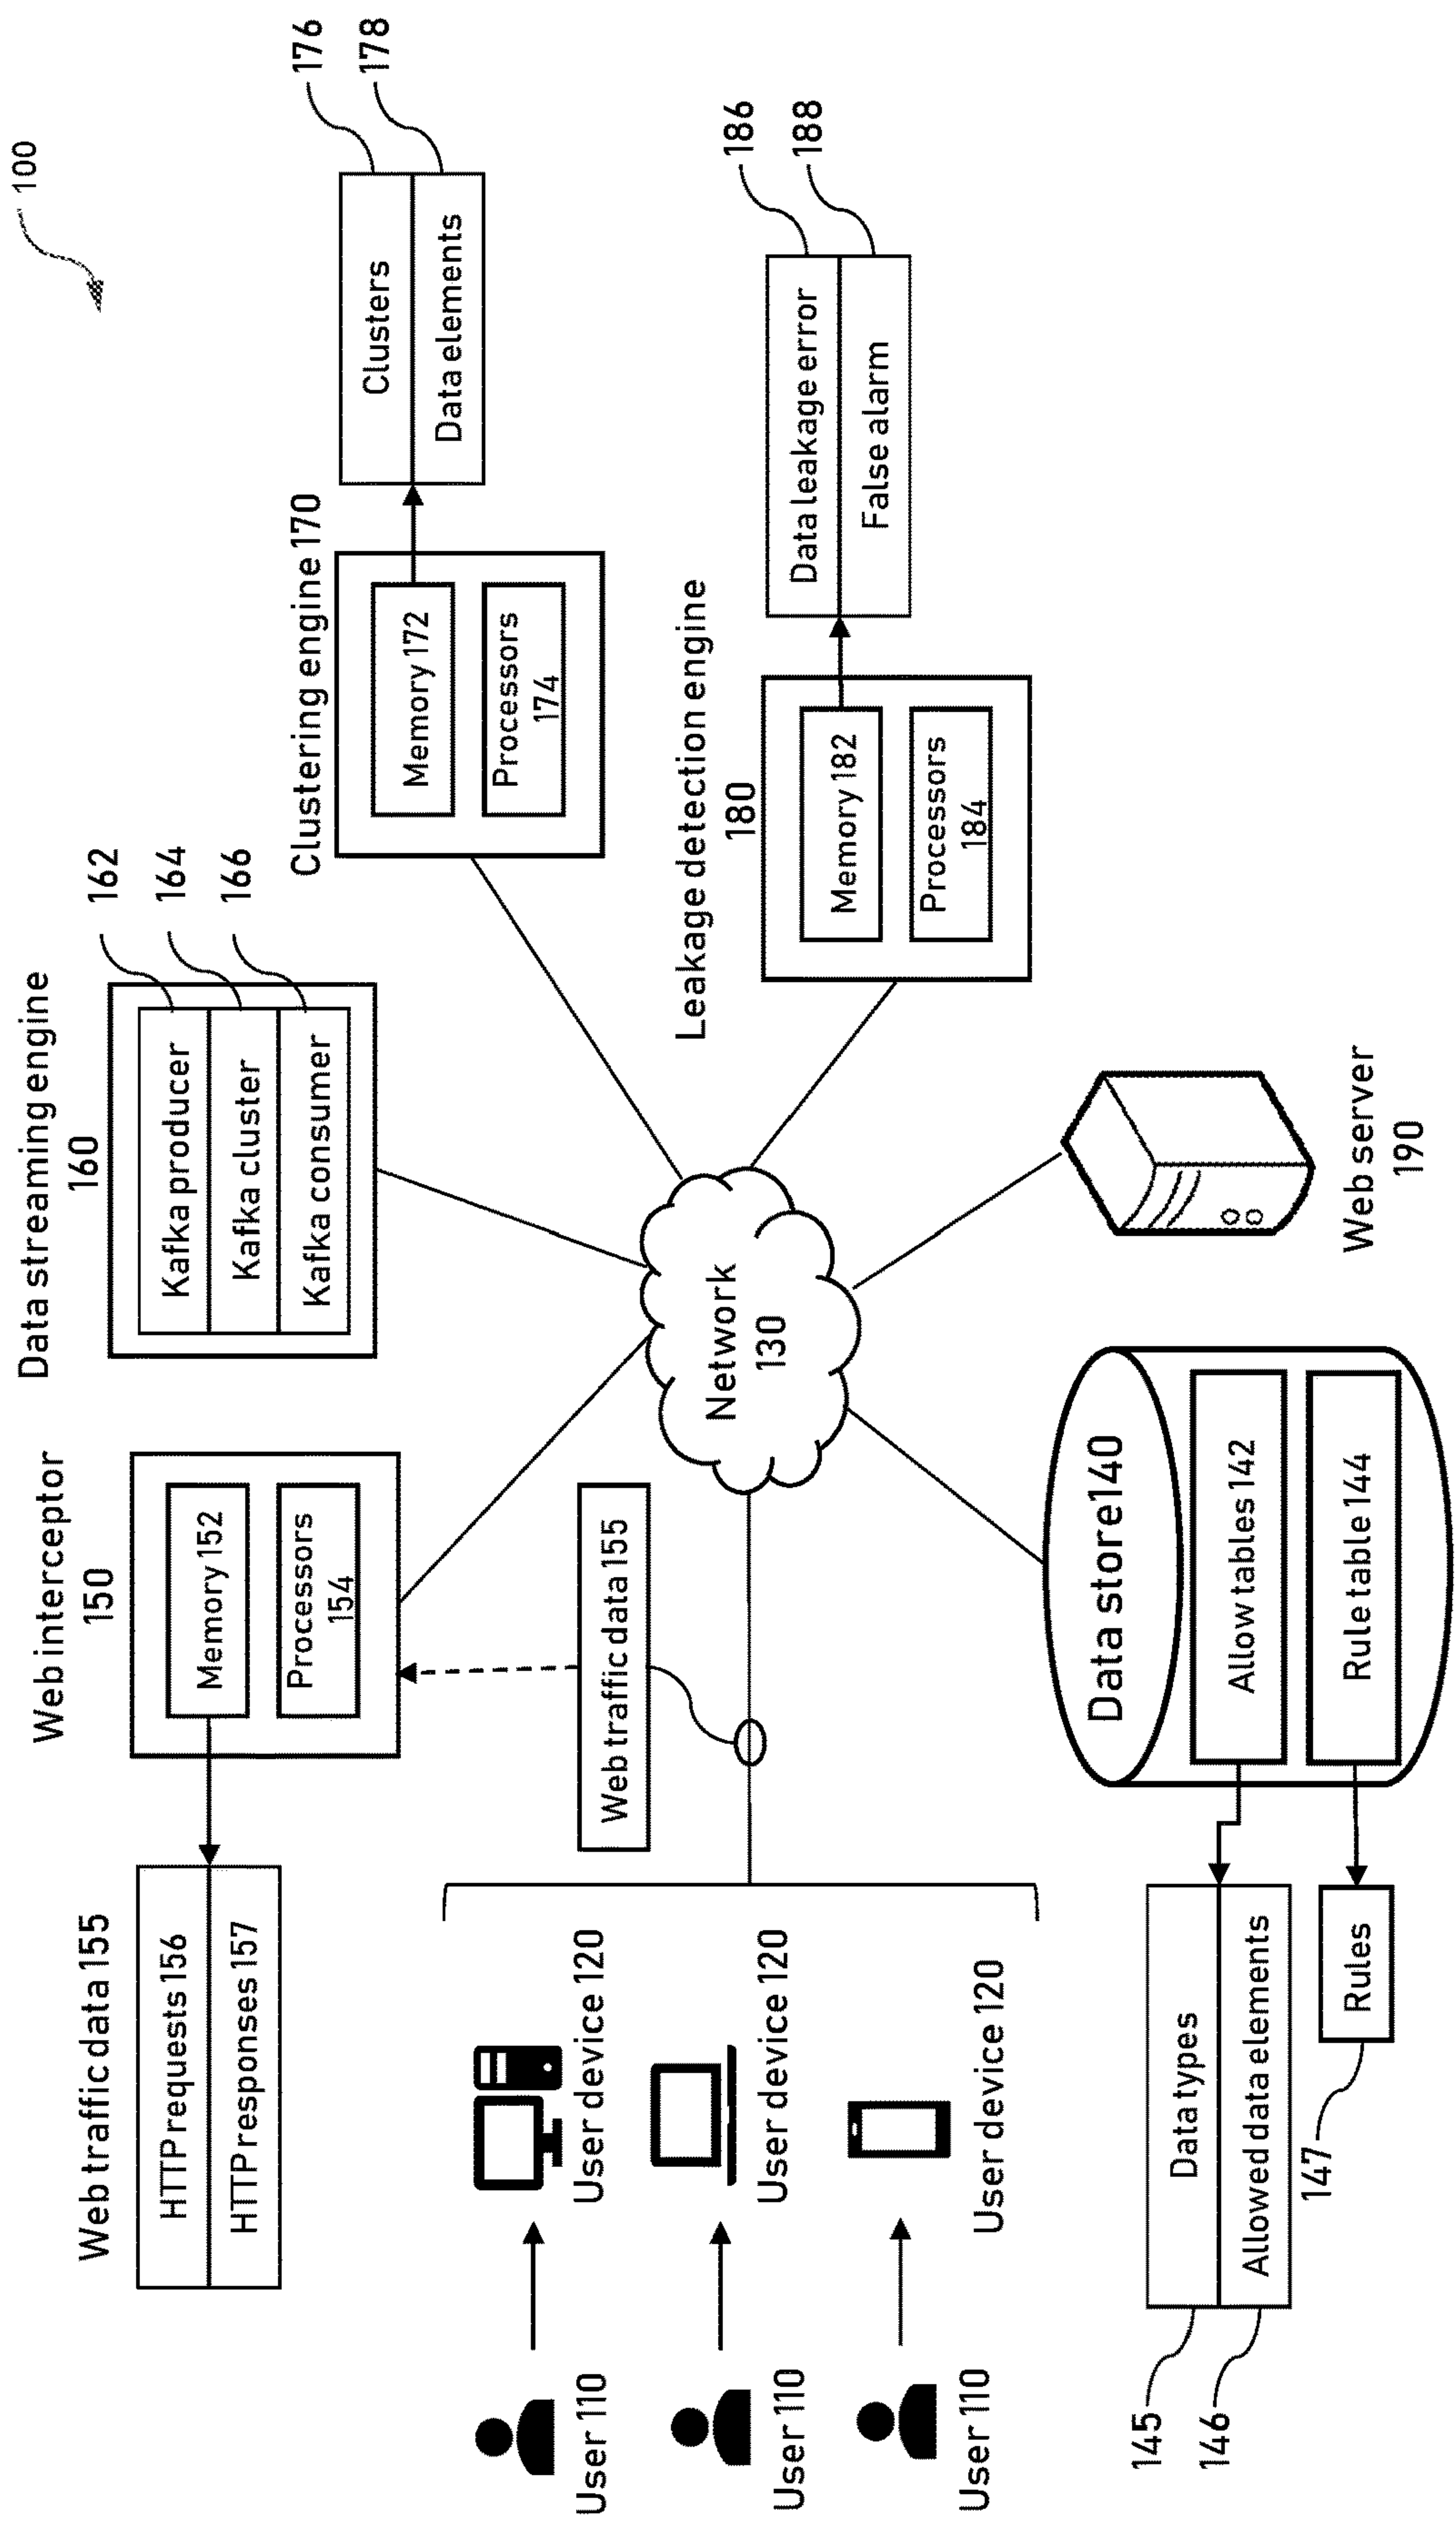 100
Web traffic data 155
HTTP requests 156
HTTP responses 157
Web interceptor
150
Memory 152
Processors
154
Data streaming engine
160
Kafka producer
Kafka cluster
Kafka consumer
162
164
166
Clustering engine 170
Memory 172
Processors
174
Clusters
Data elements
176
178
User 110
User device 120
User 110
User device 120
User 110
User device 120
Web traffic data 155
Network
130
Leakage detection engine
180
Memory 182
Processors
184
Data leakage error
False alarm
186
188
145
146
Data types
Allowed data elements
147
Rules
Data store140
Allow tables 142
Rule table 144
Web server
190